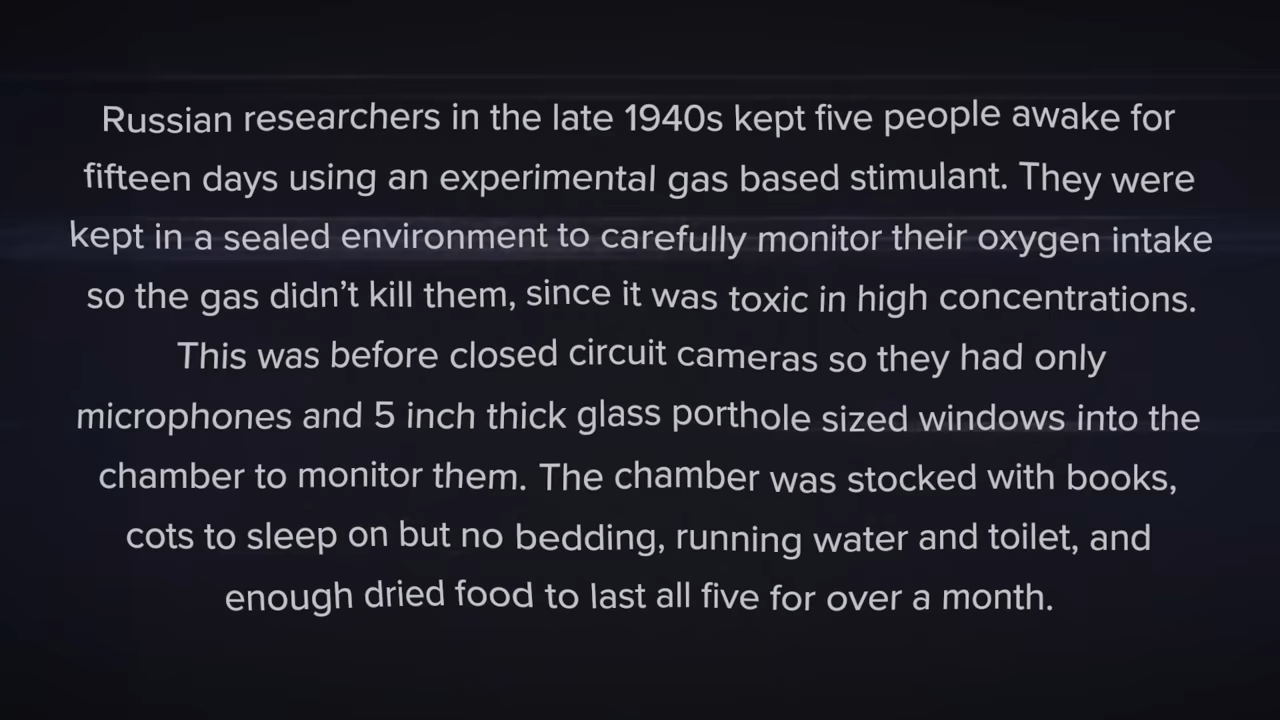 Russian researchers in the late 1940s kept five people awake for
fifteen days using an experimental gas based stimulant. They were
kept in a sealed environment to carefully monitor their oxygen intake
so the gas didn’t kill them, since it was toxic in high concentrations.
This was before closed circuit cameras so they had only
microphones and 5 inch thick glass porthole sized windows into the
chamber to monitor them. The chamber was stocked with books,
cots to sleep on but no bedding, running water and toilet, and
enough dried food to last all five for over a month.